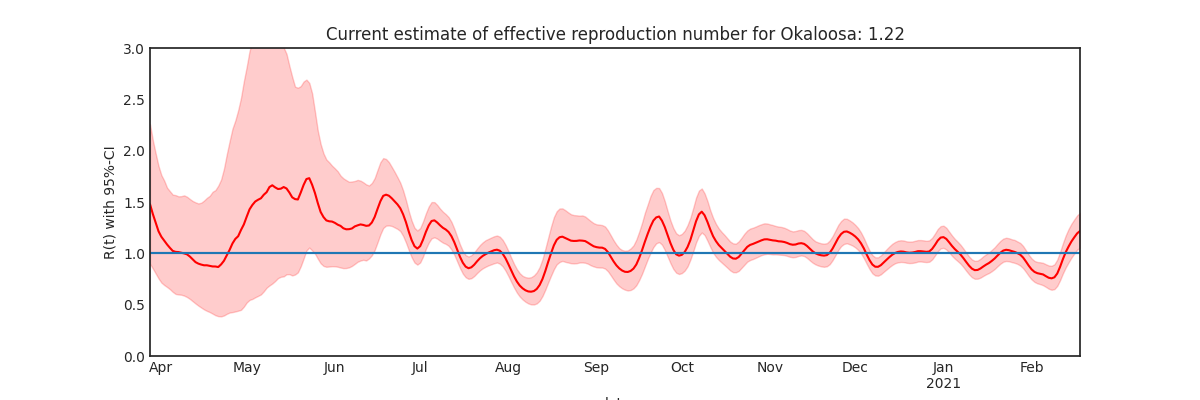 Current estimate of effective reproduction number for Okaloosa: 1.22
R(t) with 95%-CI
3.0
2.5
2.0
1.5
1.0
0.5
0.0
Apr May Jun Jul Aug Sep Oct Nov Dec Jan Feb
2021